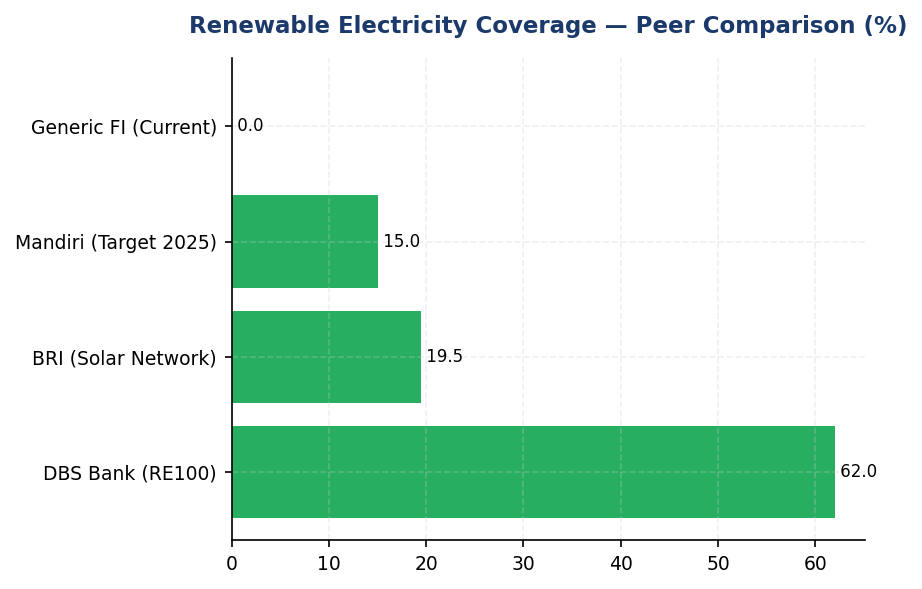 Renewable Electricity Coverage — Peer Comparison (%)
Generic FI (Current)
0.0
Mandiri (Target 2025)
15.0
BRI (Solar Network)
19.5
DBS Bank (RE100)
62.0
0 10 20 30 40 50 60